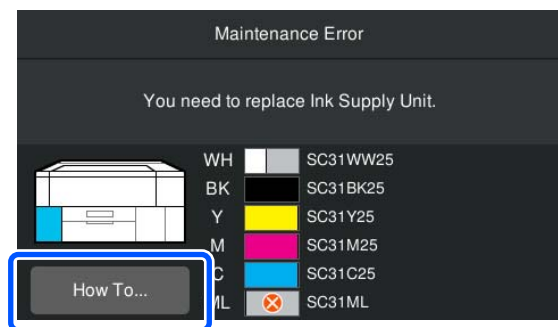 Maintenance Error
You need to replace Ink Supply Unit.
WH SC31WW25
BK SC31BK25
Y SC31Y25
M SC31M25
C SC31C25
How To...
ML SC31ML